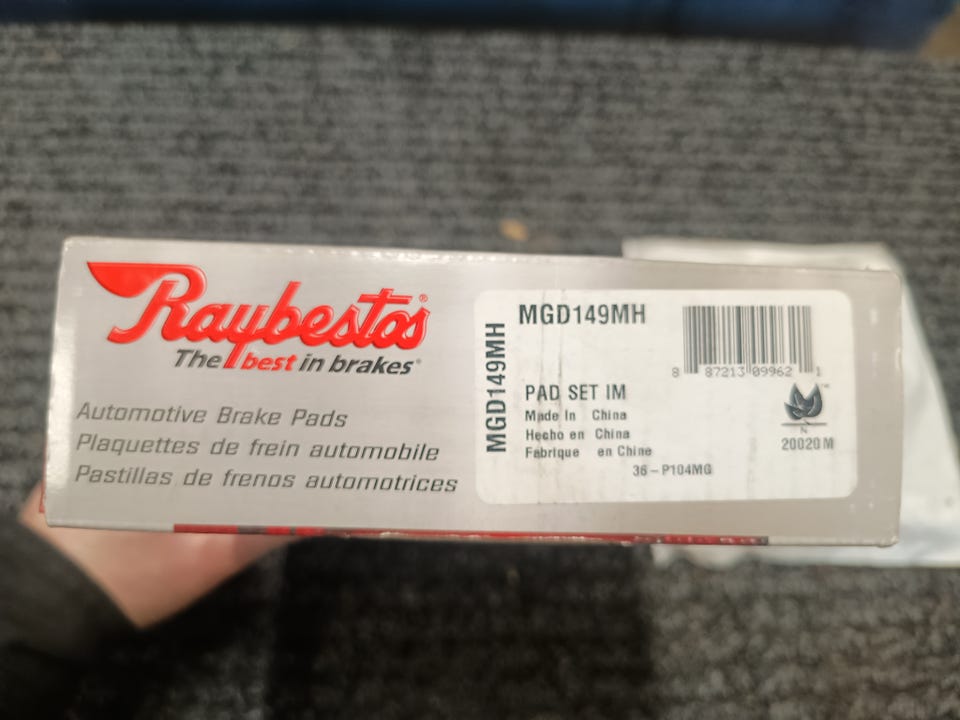 Raybestos®
The best in brakes®
Automotive Brake Pads
Plaquettes de frein automobile
Pastillas de frenos automotrices
MGD149MH
MGD149MH
8 87213 09962 1
PAD SET IM
Made In China
Hecho en China
Fabrique en Chine
36-P104MG
TM
N
20020M